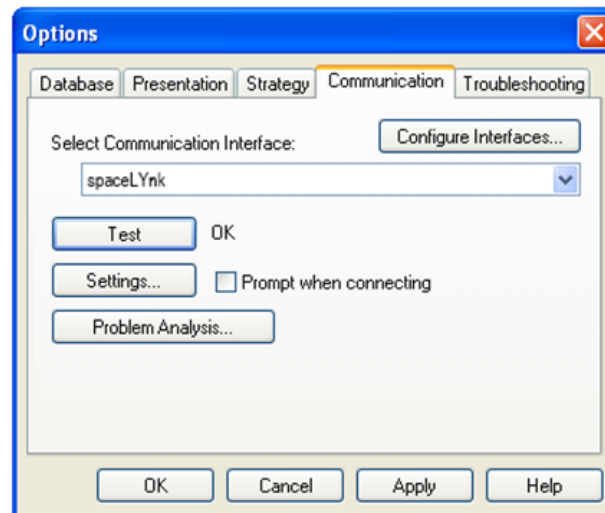 Options
Database Presentation Strategy Communication Troubleshooting
Select Communication Interface: Configure Interfaces...
spaceLYnk
Test OK
Settings... Prompt when connecting
Problem Analysis...
OK Cancel Apply Help